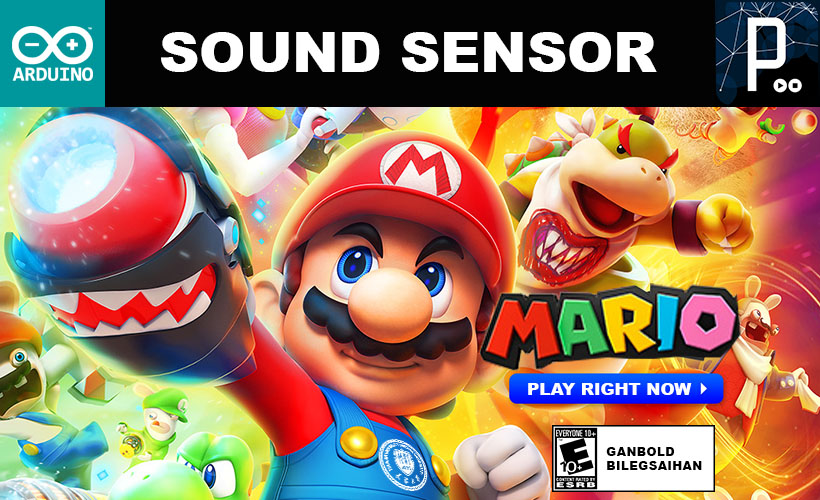 ARDUINO
SOUND SENSOR
P
M
MARIO
PLAY RIGHT NOW
EVERYONE 10+
E
10+
CONTENT RATED BY
ESRB
GANBOLD
BILEGSAIHAN